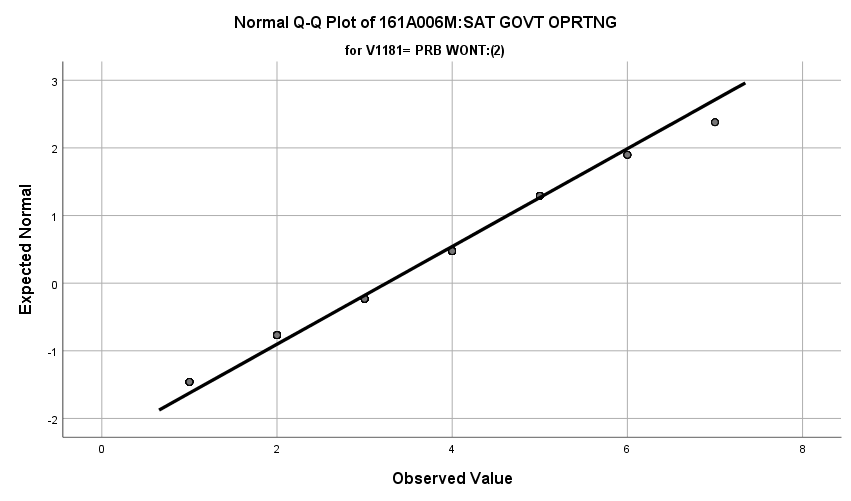 Normal Q-Q Plot of 161A006M:SAT GOVT OPRTNG
for V1181= PRB WONT:(2)
3
2
1
0
-1
-2
Expected Normal
0 2 4 6 8
Observed Value